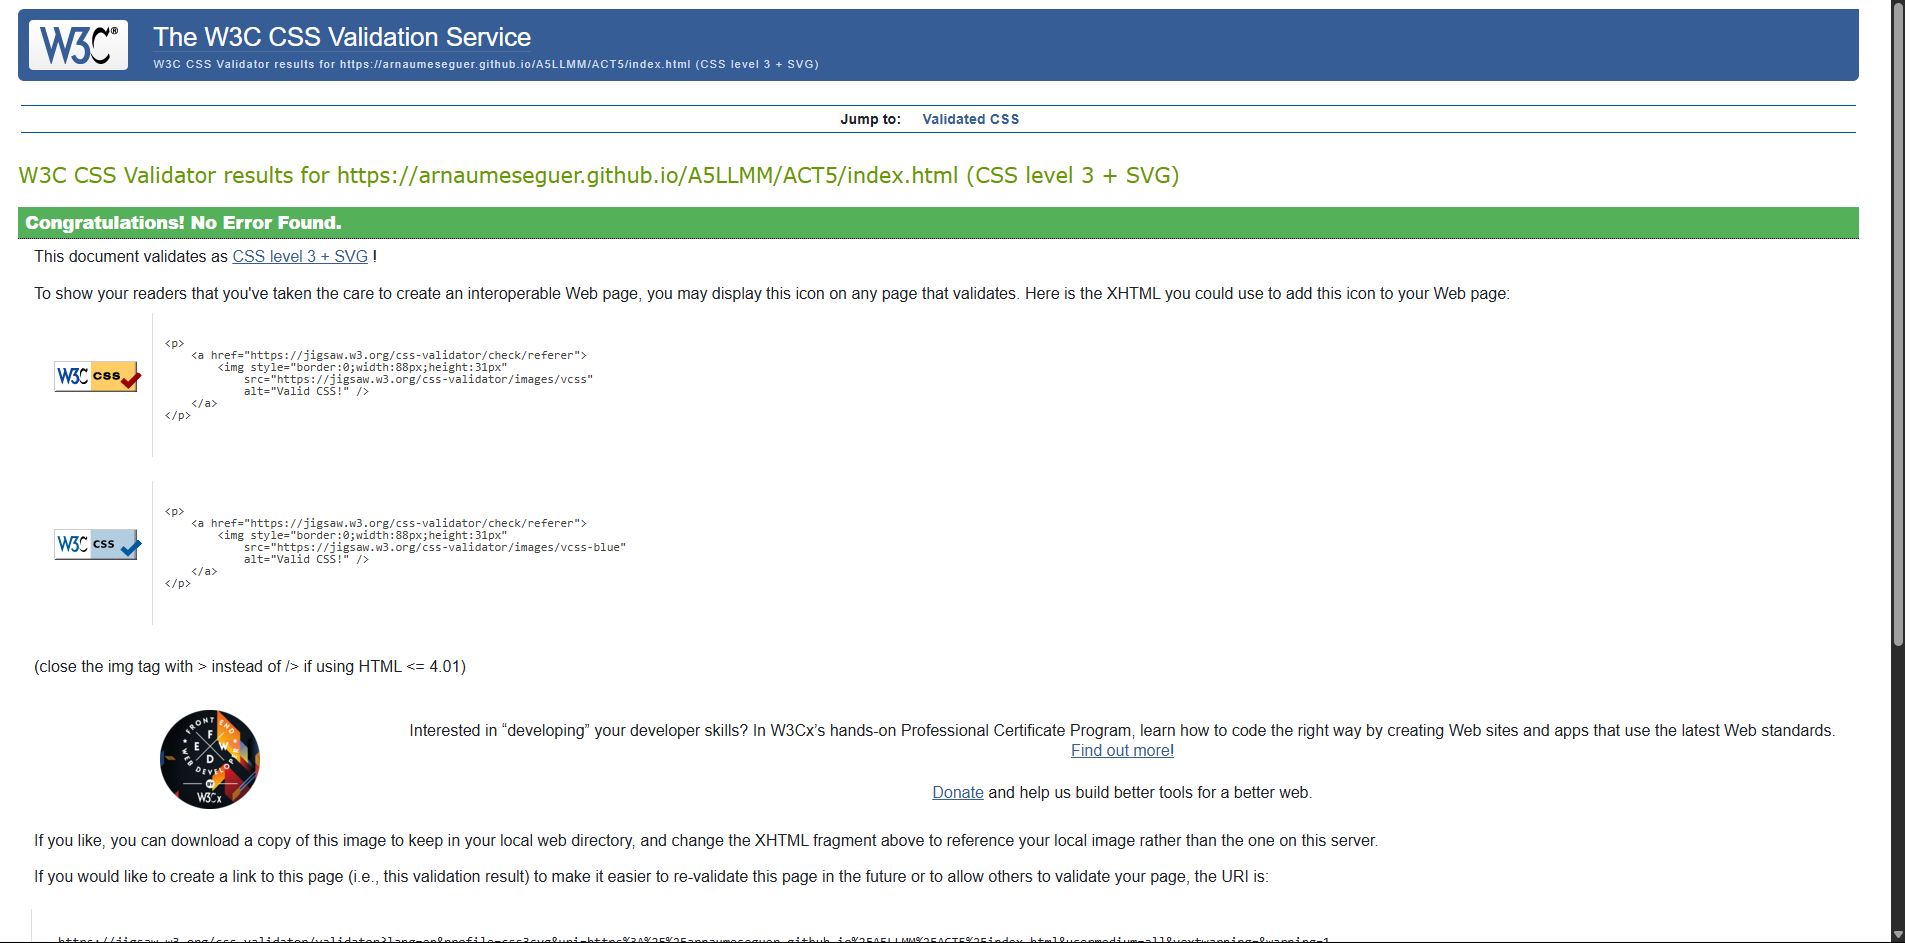 W3C®
The W3C CSS Validation Service
W3C CSS Validator results for https://arnaumeseguer.github.io/A5LLMM/ACT5/index.html (CSS level 3 + SVG)
Jump to: Validated CSS
W3C CSS Validator results for https://arnaumeseguer.github.io/A5LLMM/ACT5/index.html (CSS level 3 + SVG)
Congratulations! No Error Found.
This document validates as CSS level 3 + SVG !
To show your readers that you've taken the care to create an interoperable Web page, you may display this icon on any page that validates. Here is the XHTML you could use to add this icon to your Web page:
W3C CSS
<p>
<a href="https://jigsaw.w3.org/css-validator/check/referer">
<img style="border:0;width:88px;height:31px"
src="https://jigsaw.w3.org/css-validator/images/vcss"
alt="Valid CSS!" />
</a>
</p>
W3C CSS
<p>
<a href="https://jigsaw.w3.org/css-validator/check/referer">
<img style="border:0;width:88px;height:31px"
src="https://jigsaw.w3.org/css-validator/images/vcss-blue"
alt="Valid CSS!" />
</a>
</p>
(close the img tag with > instead of /> if using HTML <= 4.01)
FRONT END
F
E W
D
WEB DEVELOPER
W3Cx
Interested in “developing” your developer skills? In W3Cx’s hands-on Professional Certificate Program, learn how to code the right way by creating Web sites and apps that use the latest Web standards.
Find out more!
Donate and help us build better tools for a better web.
If you like, you can download a copy of this image to keep in your local web directory, and change the XHTML fragment above to reference your local image rather than the one on this server.
If you would like to create a link to this page (i.e., this validation result) to make it easier to re-validate this page in the future or to allow others to validate your page, the URI is: